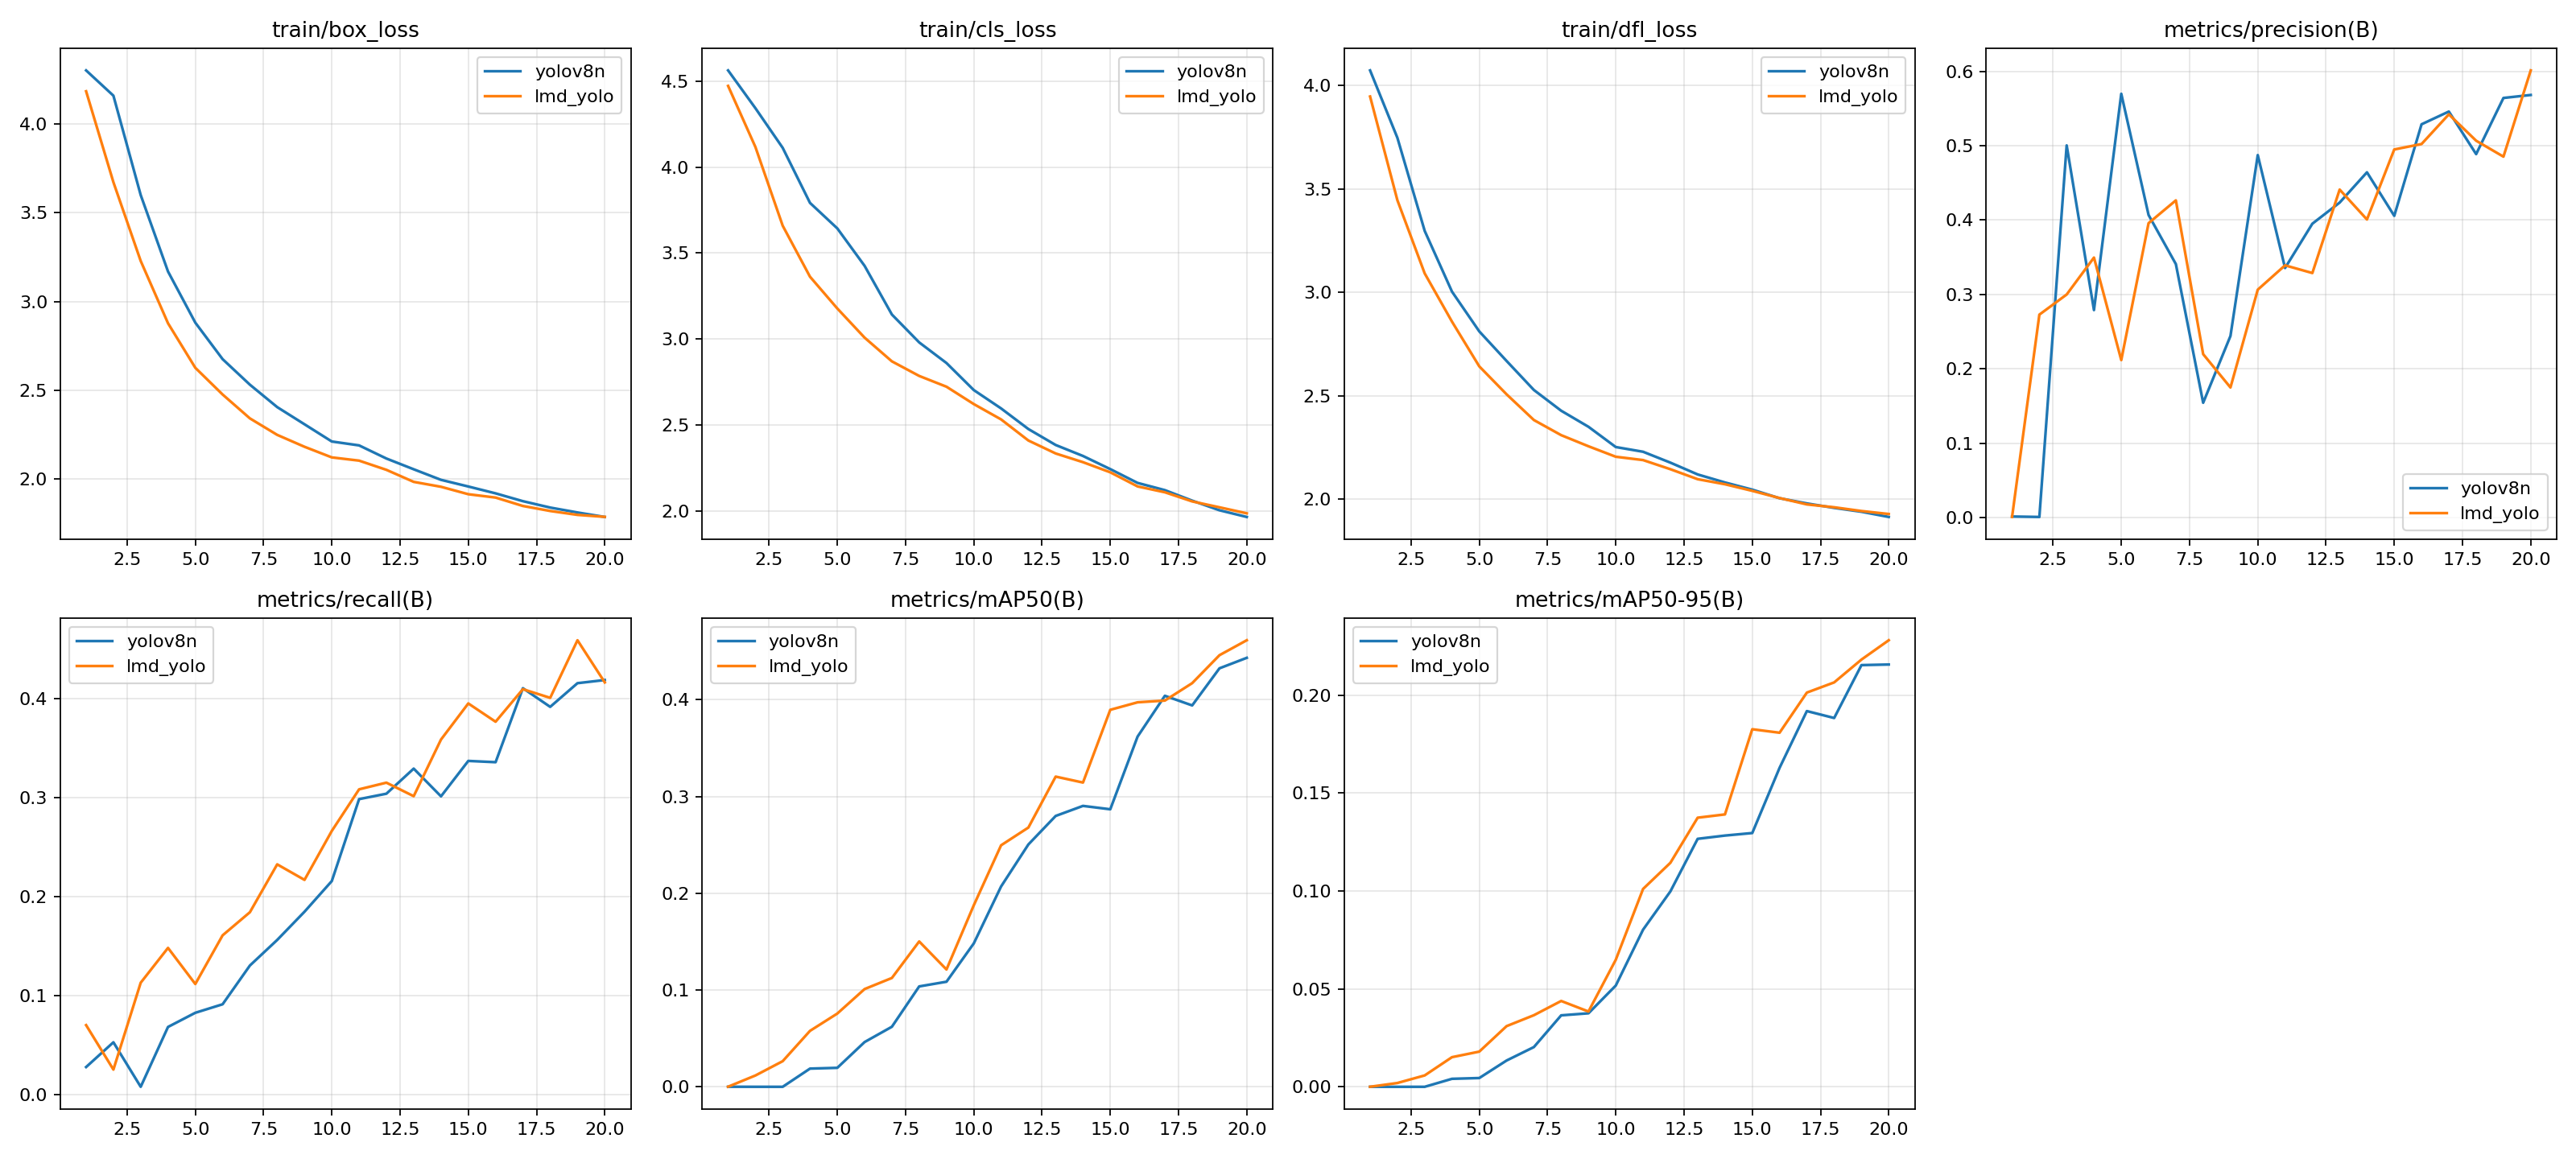 train/box_loss
yolov8n
lmd_yolo
4.0
3.5
3.0
2.5
2.0
2.5 5.0 7.5 10.0 12.5 15.0 17.5 20.0
train/cls_loss
yolov8n
lmd_yolo
4.5
4.0
3.5
3.0
2.5
2.0
2.5 5.0 7.5 10.0 12.5 15.0 17.5 20.0
train/dfl_loss
yolov8n
lmd_yolo
4.0
3.5
3.0
2.5
2.0
2.5 5.0 7.5 10.0 12.5 15.0 17.5 20.0
metrics/precision(B)
0.6
0.5
0.4
0.3
0.2
0.1
0.0
yolov8n
lmd_yolo
2.5 5.0 7.5 10.0 12.5 15.0 17.5 20.0
metrics/recall(B)
yolov8n
lmd_yolo
0.4
0.3
0.2
0.1
0.0
2.5 5.0 7.5 10.0 12.5 15.0 17.5 20.0
metrics/mAP50(B)
yolov8n
lmd_yolo
0.4
0.3
0.2
0.1
0.0
2.5 5.0 7.5 10.0 12.5 15.0 17.5 20.0
metrics/mAP50-95(B)
yolov8n
lmd_yolo
0.20
0.15
0.10
0.05
0.00
2.5 5.0 7.5 10.0 12.5 15.0 17.5 20.0